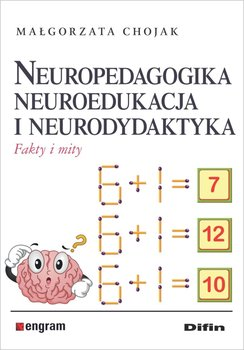 MAŁGORZATA CHOJAK
NEUROPEDAGOGIKA
NEUROEDUKACJA
I NEURODYDAKTYKA
Fakty i mity
6+1= 7
6+1= 12
6+1= 10
?
engram
Difin